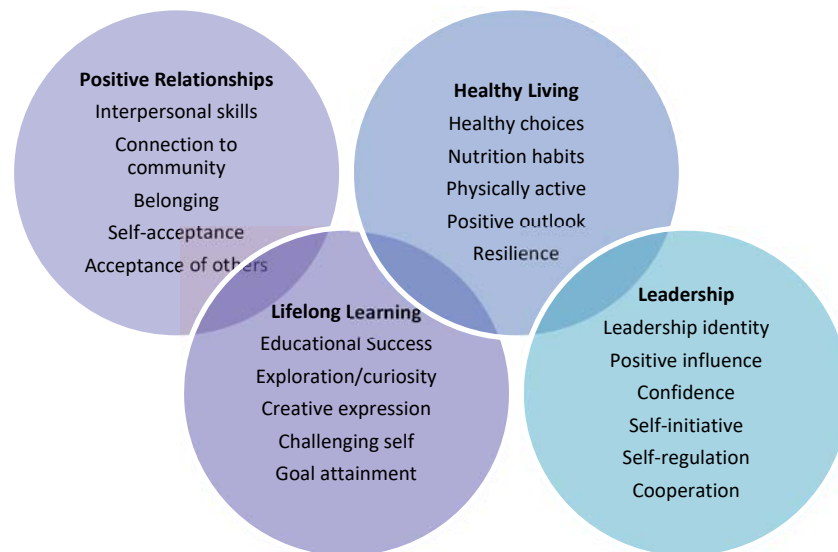 Positive Relationships
Interpersonal skills
Connection to
community
Belonging
Self-acceptance
Acceptance of others
Healthy Living
Healthy choices
Nutrition habits
Physically active
Positive outlook
Resilience
Lifelong Learning
Educational Success
Exploration/curiosity
Creative expression
Challenging self
Goal attainment
Leadership
Leadership identity
Positive influence
Confidence
Self-initiative
Self-regulation
Cooperation